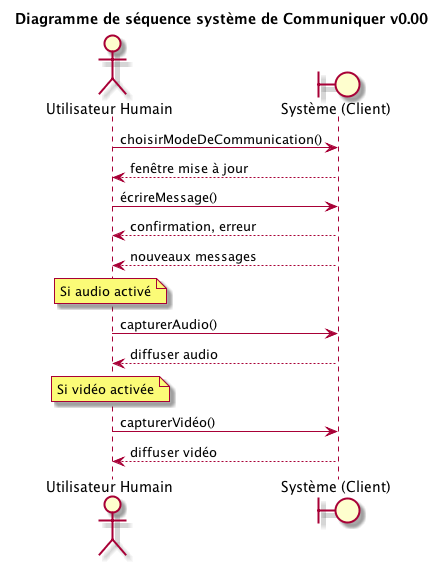 Diagramme de séquence système de Communiquer v0.00
Utilisateur Humain
Système (Client)
choisirModeDeCommunication()
fenêtre mise à jour
écrireMessage()
confirmation, erreur
nouveaux messages
Si audio activé
capturerAudio()
diffuser audio
Si vidéo activée
capturerVidéo()
diffuser vidéo
Utilisateur Humain
Système (Client)